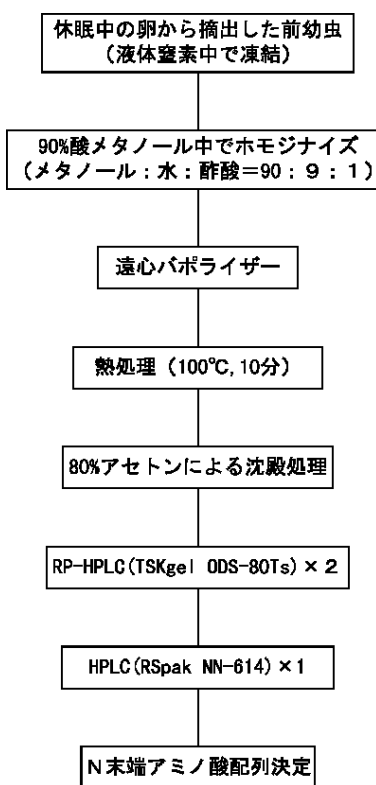 休眠中の卵から摘出した前幼虫
（液体窒素中で凍結）
90%酸メタノール中でホモジナイズ
（メタノール：水：酢酸＝90：９：１）
遠心バポライザー
熱処理（100℃, 10分）
80%アセトンによる沈殿処理
RP-HPLC(TSKgel ODS-80Ts)×２
HPLC(RSpak NN-614)×１
Ｎ末端アミノ酸配列決定